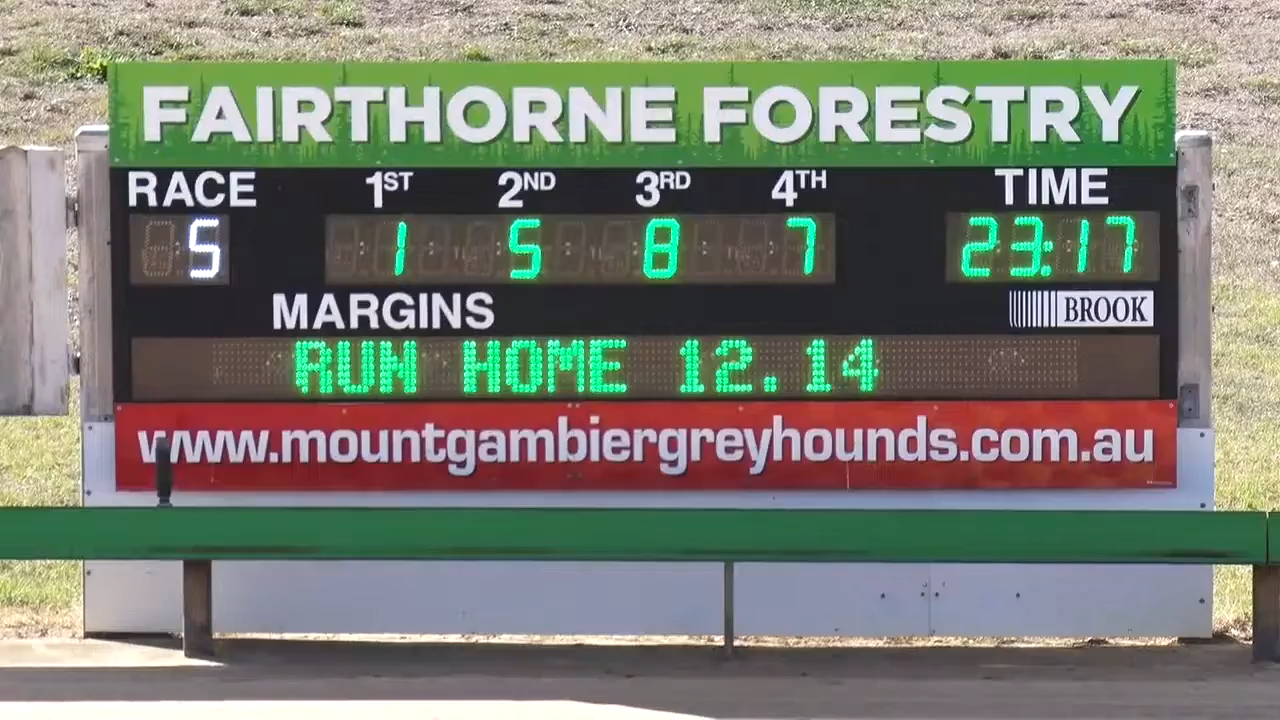 FAIRTHORNE FORESTRY
RACE 1ST 2ND 3RD 4TH TIME
5 1 5 8 7 23:17
MARGINS BROOK
RUN HOME 12.14
www.mountgambiergreyhounds.com.au